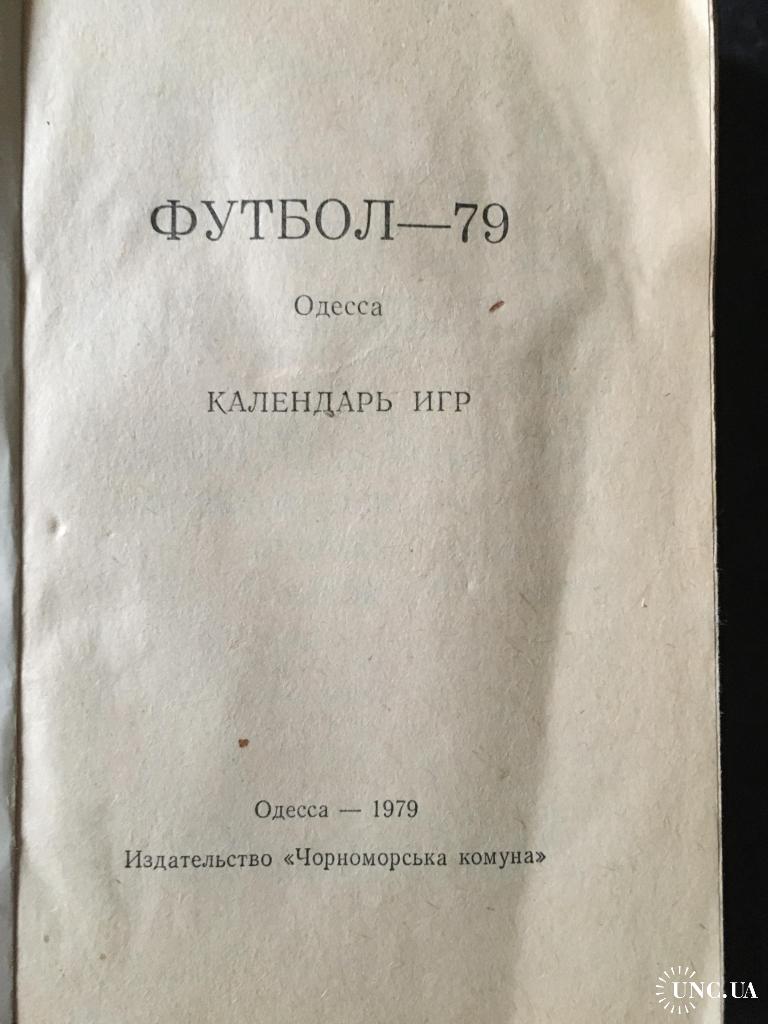 ФУТБОЛ—79
Одесса
КАЛЕНДАРЬ ИГР
Одесса — 1979
Издательство «Чорноморська комуна»
UNC.UA